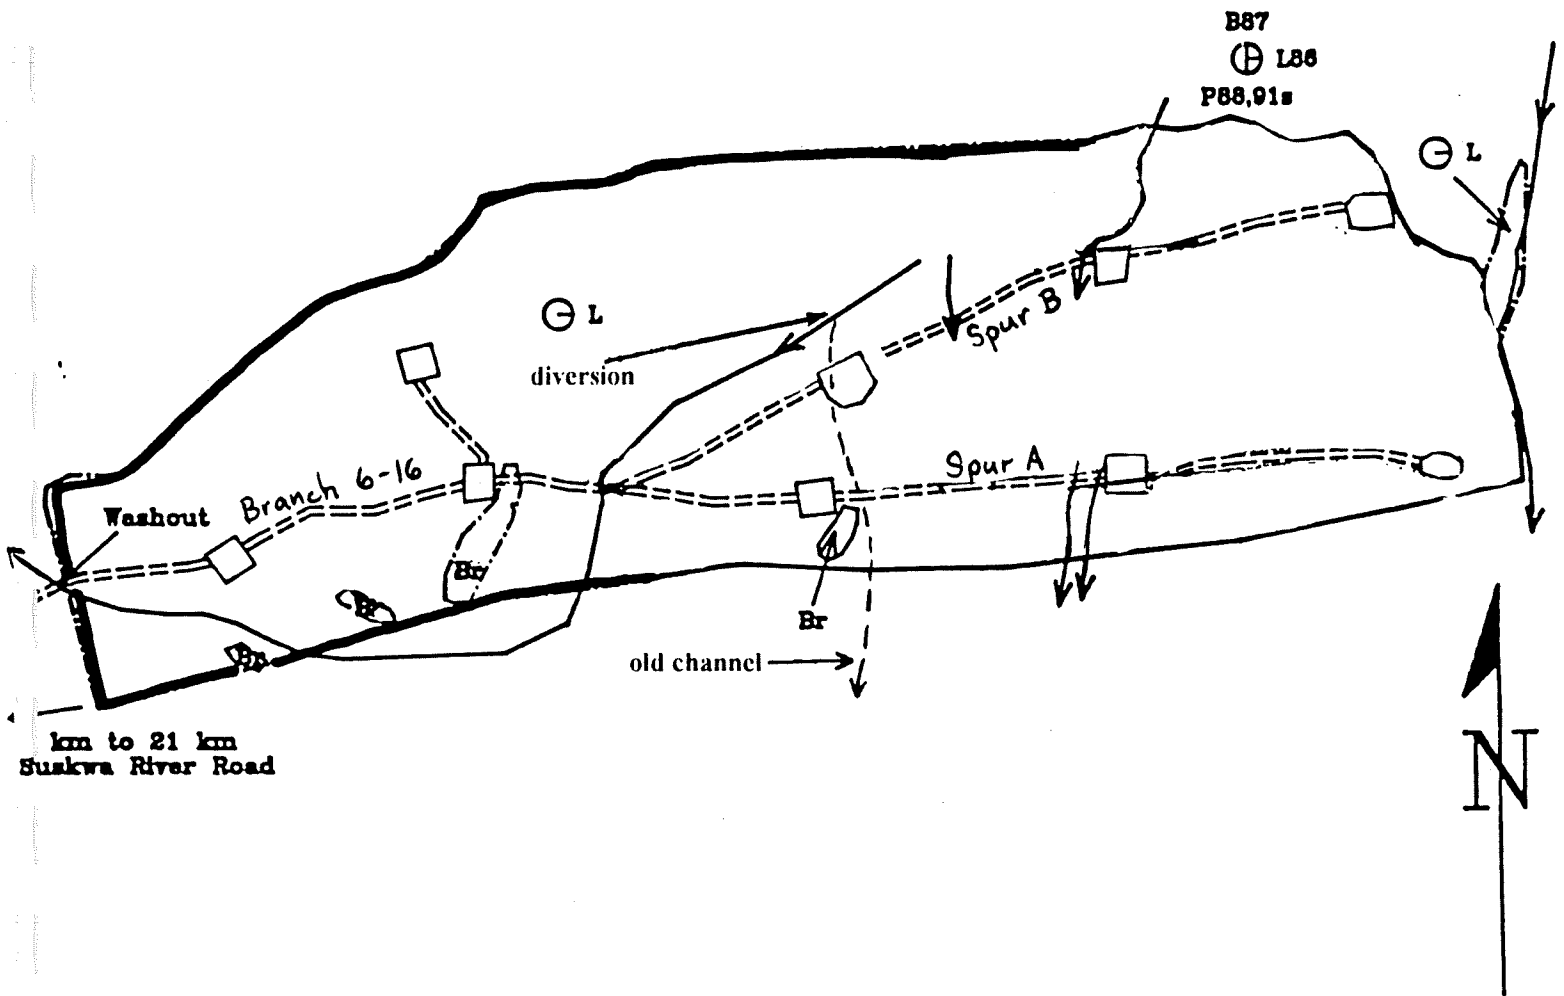 B87
L86
P88,91s
L
L
diversion
Spur B
Branch 6-16
Spur A
Washout
Br
Br
Br
Br
old channel
km to 21 km
Suskwa River Road
N